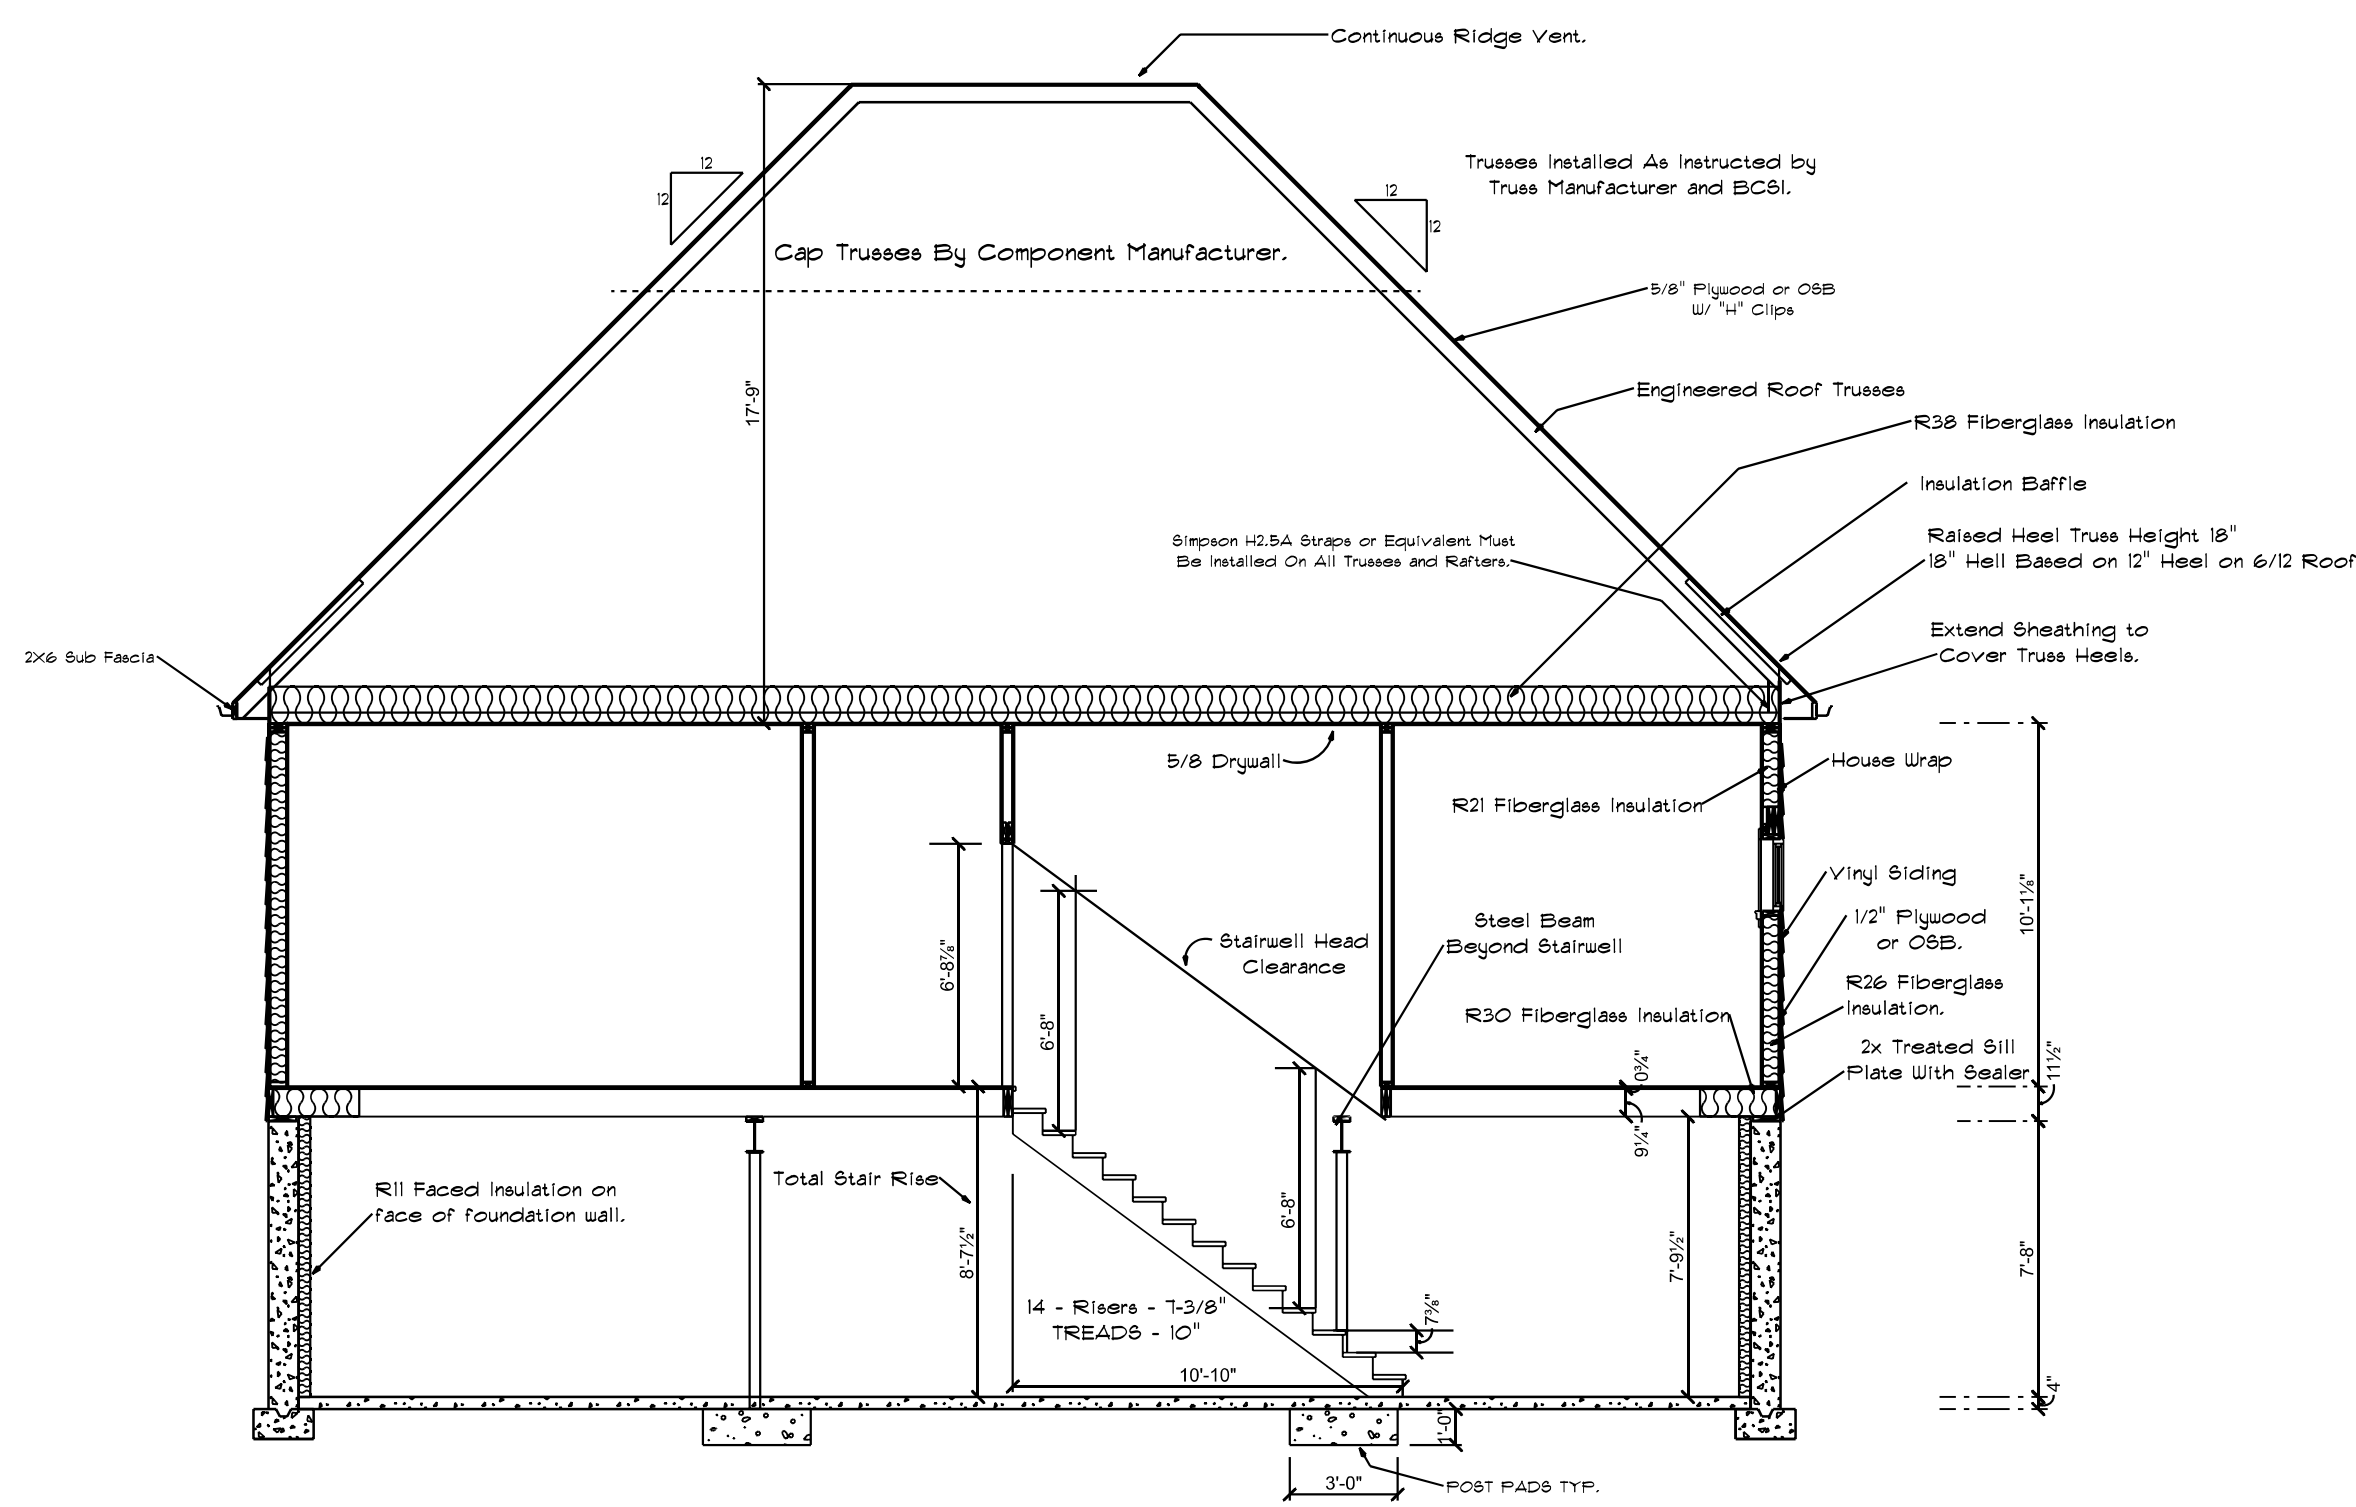 Continuous Ridge Vent.
12
12
12
12
Trusses Installed As Instructed by
Truss Manufacturer and BCSI.
Cap Trusses By Component Manufacturer.
5/8" Plywood or OSB
W/ "H" Clips
17'-9"
Engineered Roof Trusses
R38 Fiberglass Insulation
Insulation Baffle
Simpson H2.5A Straps or Equivalent Must
Be Installed On All Trusses and Rafters.
Raised Heel Truss Height 18"
18" Hell Based on 12" Heel on 6/12 Roof
Extend Sheathing to
Cover Truss Heels.
2X6 Sub Fascia
5/8 Drywall
House Wrap
R21 Fiberglass Insulation
Vinyl Siding
10'-1⅛"
1/2" Plywood
or OSB.
Steel Beam
Beyond Stairwell
Stairwell Head
Clearance
6'-8⅞"
6'-8"
R26 Fiberglass
Insulation.
R30 Fiberglass Insulation
2x Treated Sill
Plate With Sealer
11½"
0¾"
9¼"
R11 Faced Insulation on
face of foundation wall.
Total Stair Rise
8'-7½"
6'-8"
7'-9½"
7'-8"
14 - Risers - 7-3/8"
TREADS - 10"
7⅜"
10'-10"
4"
1'-0"
3'-0"
POST PADS TYP.